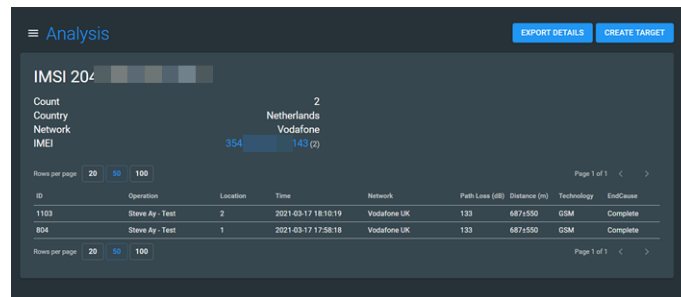 Analysis
EXPORT DETAILS CREATE TARGET
IMSI 204
Count 2
Country Netherlands
Network Vodafone
IMEI 354 143 (2)
Rows per page 20 50 100 Page 1 of 1 < >
ID Operation Location Time Network Path Loss (dB) Distance (m) Technology EndCause
1103 Steve Ay - Test 2 2021-03-17 18:10:19 Vodafone UK 133 687±550 GSM Complete
804 Steve Ay - Test 1 2021-03-17 17:58:18 Vodafone UK 133 687±550 GSM Complete
Rows per page 20 50 100 Page 1 of 1 < >